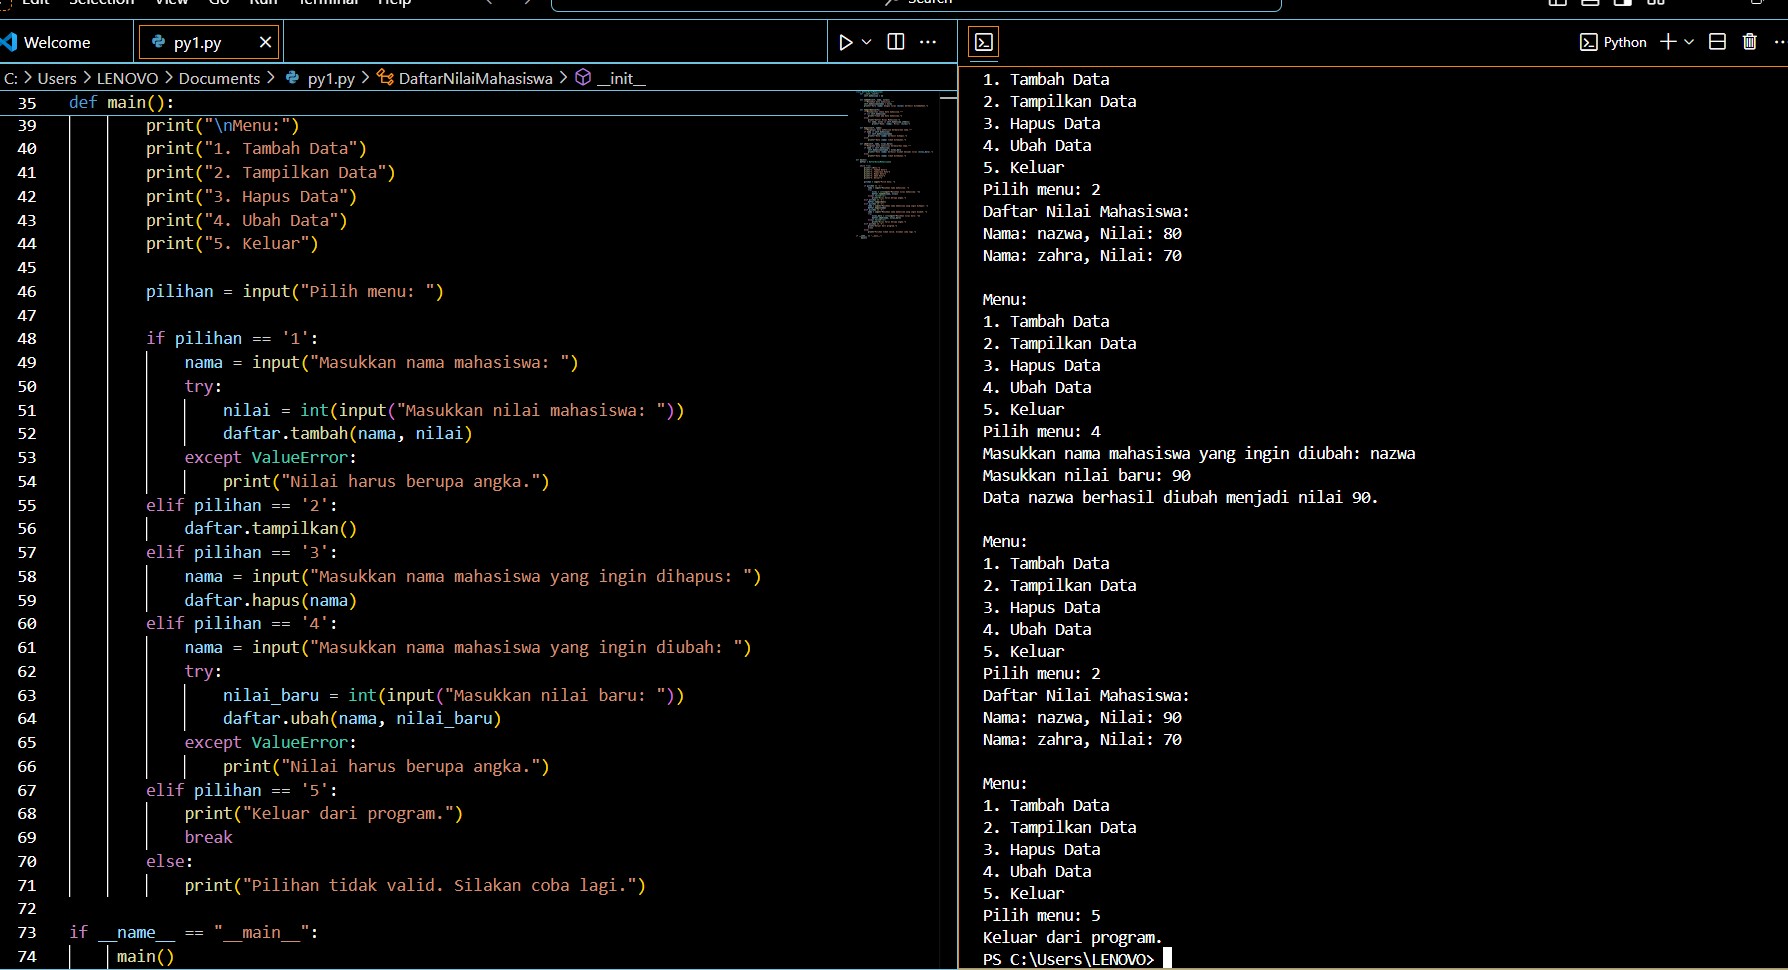 Edit Selection View Go Run Terminal Help
Search
Welcome
py1.py
Python
C: > Users > LENOVO > Documents > py1.py > DaftarNilaiMahasiswa > __init__
35 def main():
39 print("\nMenu:")
40 print("1. Tambah Data")
41 print("2. Tampilkan Data")
42 print("3. Hapus Data")
43 print("4. Ubah Data")
44 print("5. Keluar")
45
46 pilihan = input("Pilih menu: ")
47
48 if pilihan == '1':
49 nama = input("Masukkan nama mahasiswa: ")
50 try:
51 nilai = int(input("Masukkan nilai mahasiswa: "))
52 daftar.tambah(nama, nilai)
53 except ValueError:
54 print("Nilai harus berupa angka.")
55 elif pilihan == '2':
56 daftar.tampilkan()
57 elif pilihan == '3':
58 nama = input("Masukkan nama mahasiswa yang ingin dihapus: ")
59 daftar.hapus(nama)
60 elif pilihan == '4':
61 nama = input("Masukkan nama mahasiswa yang ingin diubah: ")
62 try:
63 nilai_baru = int(input("Masukkan nilai baru: "))
64 daftar.ubah(nama, nilai_baru)
65 except ValueError:
66 print("Nilai harus berupa angka.")
67 elif pilihan == '5':
68 print("Keluar dari program.")
69 break
70 else:
71 print("Pilihan tidak valid. Silakan coba lagi.")
72
73 if __name__ == "__main__":
74 main()
1. Tambah Data
2. Tampilkan Data
3. Hapus Data
4. Ubah Data
5. Keluar
Pilih menu: 2
Daftar Nilai Mahasiswa:
Nama: nazwa, Nilai: 80
Nama: zahra, Nilai: 70
Menu:
1. Tambah Data
2. Tampilkan Data
3. Hapus Data
4. Ubah Data
5. Keluar
Pilih menu: 4
Masukkan nama mahasiswa yang ingin diubah: nazwa
Masukkan nilai baru: 90
Data nazwa berhasil diubah menjadi nilai 90.
Menu:
1. Tambah Data
2. Tampilkan Data
3. Hapus Data
4. Ubah Data
5. Keluar
Pilih menu: 2
Daftar Nilai Mahasiswa:
Nama: nazwa, Nilai: 90
Nama: zahra, Nilai: 70
Menu:
1. Tambah Data
2. Tampilkan Data
3. Hapus Data
4. Ubah Data
5. Keluar
Pilih menu: 5
Keluar dari program.
PS C:\Users\LENOVO>